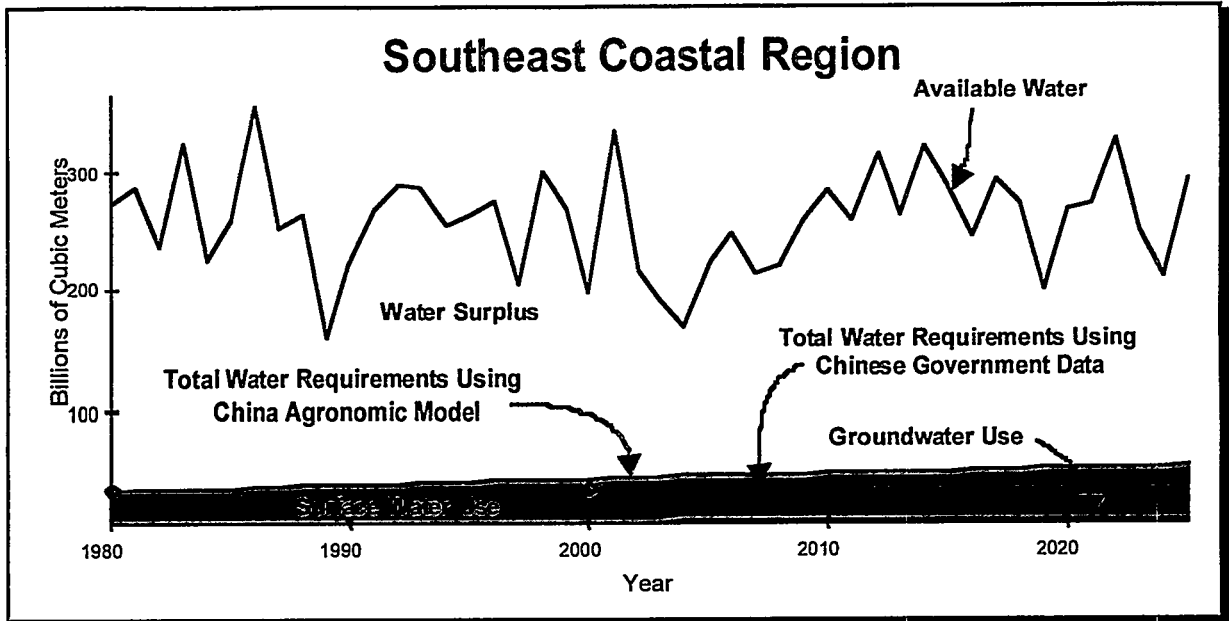 Southeast Coastal Region
Available Water
Billions of Cubic Meters
300
200
100
Water Surplus
Total Water Requirements Using
Chinese Government Data
Total Water Requirements Using
China Agronomic Model
Groundwater Use
Surface Water Use
1980
1990
2000
2010
2020
Year